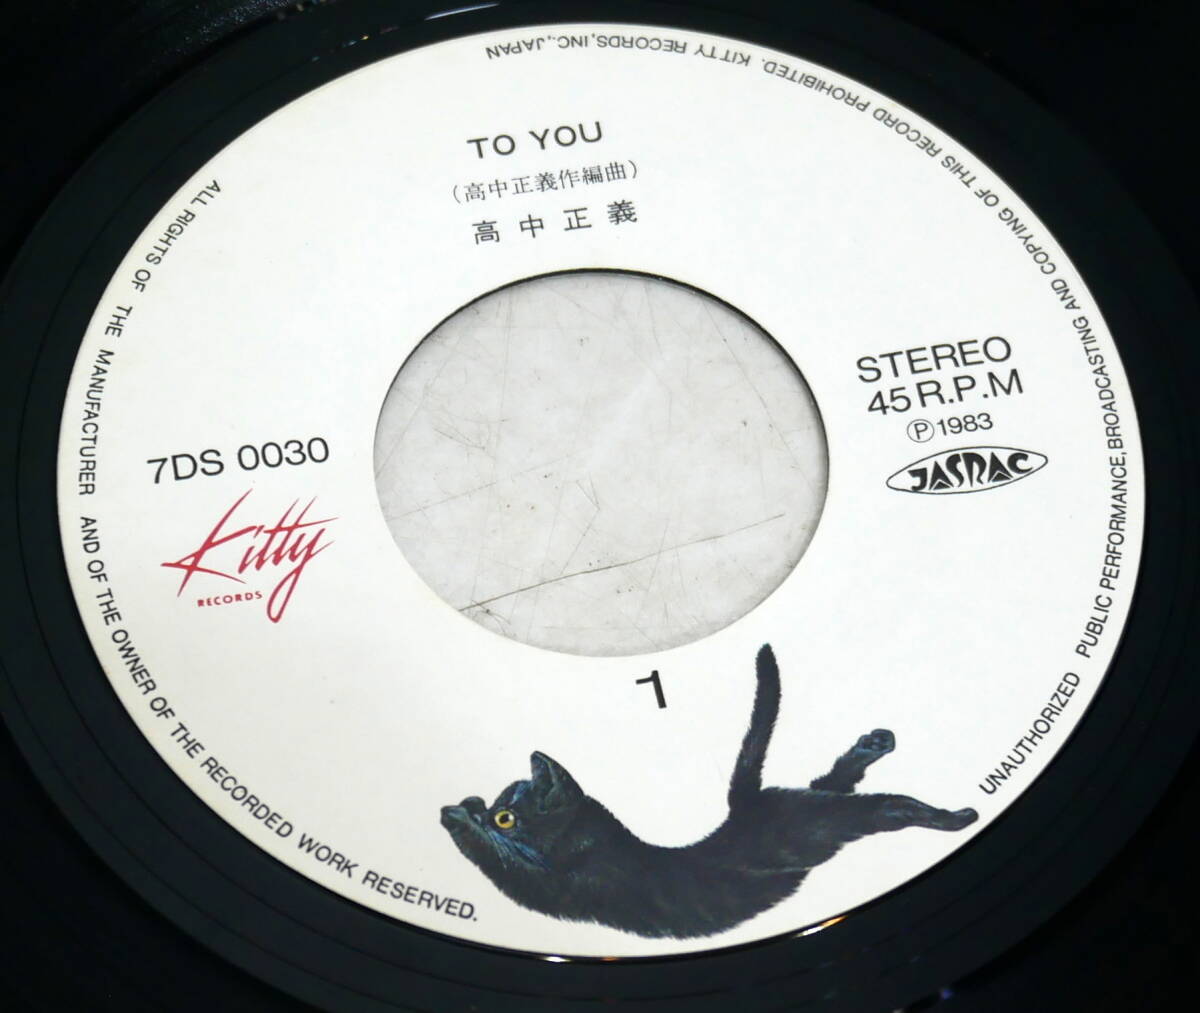 TO YOU
(高中正義作編曲)
高中正義
STEREO
45 R.P.M
Ⓟ1983
JASRAC
7DS 0030
Kitty
RECORDS
1
ALL RIGHTS OF THE MANUFACTURER AND OF THE OWNER OF THE RECORDED WORK RESERVED.
UNAUTHORIZED PUBLIC PERFORMANCE, BROADCASTING AND COPYING OF THIS RECORD PROHIBITED. KITTY RECORDS, INC., JAPAN